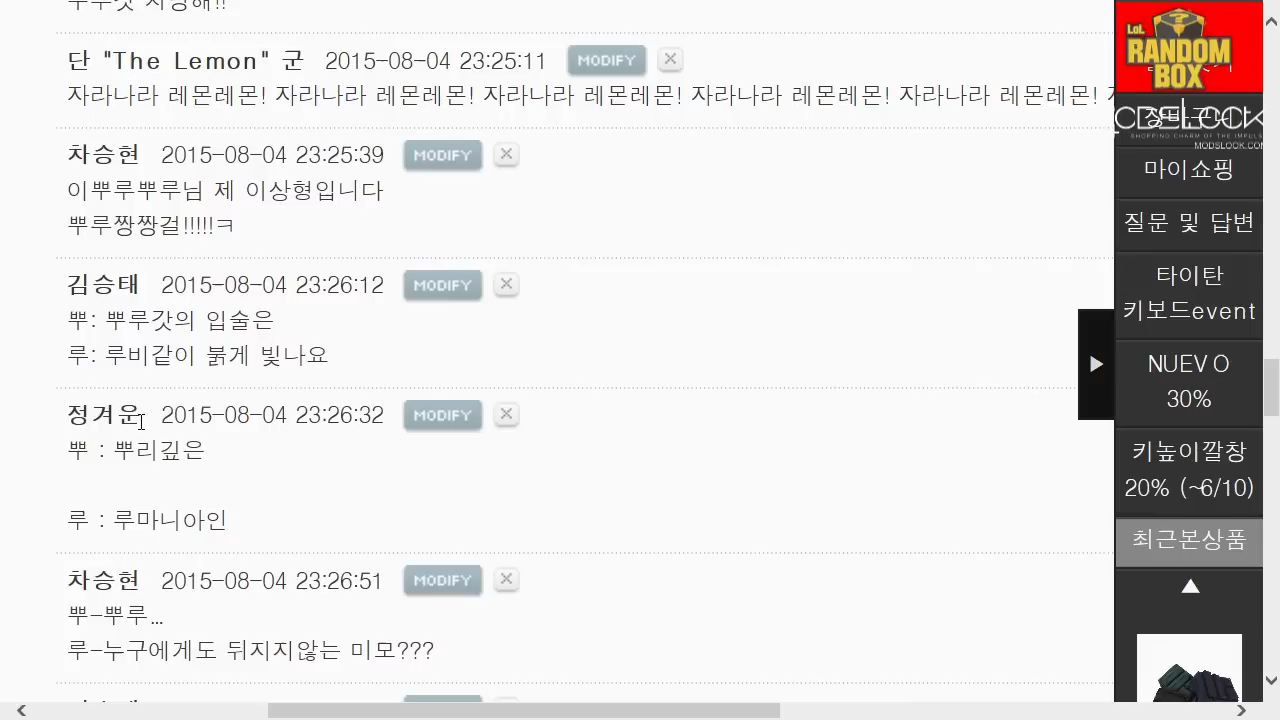 단 "The Lemon" 군 2015-08-04 23:25:11 MODIFY
자라나라 레몬레몬! 자라나라 레몬레몬! 자라나라 레몬레몬! 자라나라 레몬레몬! 자라나라 레몬레몬!
차승현 2015-08-04 23:25:39 MODIFY
이뿌루뿌루님 제 이상형입니다
뿌루짱짱걸!!!!!ㅋ
김승태 2015-08-04 23:26:12 MODIFY
뿌: 뿌루갓의 입술은
루: 루비같이 붉게 빛나요
정겨운 2015-08-04 23:26:32 MODIFY
뿌 : 뿌리깊은
루 : 루마니아인
차승현 2015-08-04 23:26:51 MODIFY
뿌-뿌루...
루-누구에게도 뒤지지않는 미모???
LOL
RANDOM
BOX
SHOPPING CHARM OF THE IMPULS
MODSLOOK.COM
마이쇼핑
질문 및 답변
타이탄
키보드event
NUEV O
30%
키높이깔창
20% (~6/10)
최근본상품